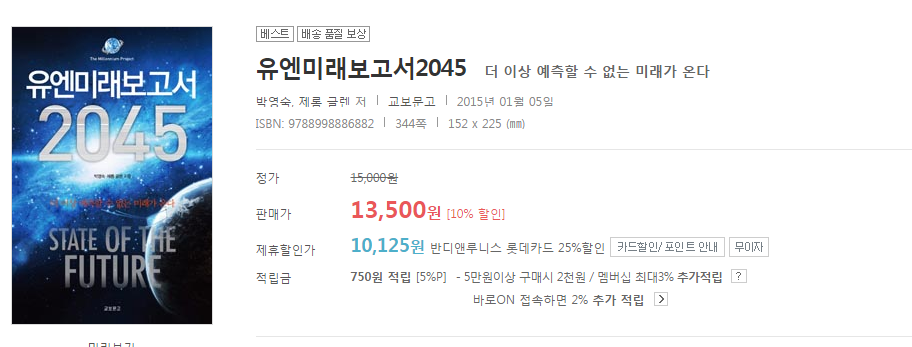 The Millennium Project
유엔미래보고서
2045
박영숙, 제롬 글렌 지음
더 이상 예측할 수 없는 미래가 온다
STATE OF THE
FUTURE
교보문고
베스트 배송 품질 보상
유엔미래보고서2045 더 이상 예측할 수 없는 미래가 온다
박영숙, 제롬 글렌 저 | 교보문고 | 2015년 01월 05일
ISBN: 9788998886882 | 344쪽 | 152 x 225 (㎜)
정가 15,000원
판매가 13,500원 [10% 할인]
제휴할인가 10,125원 반디앤루니스 롯데카드 25%할인 카드할인/포인트 안내 무이자
적립금 750원 적립 [5%P] - 5만원이상 구매시 2천원 / 멤버십 최대3% 추가적립 ?
바로ON 접속하면 2% 추가 적립 >